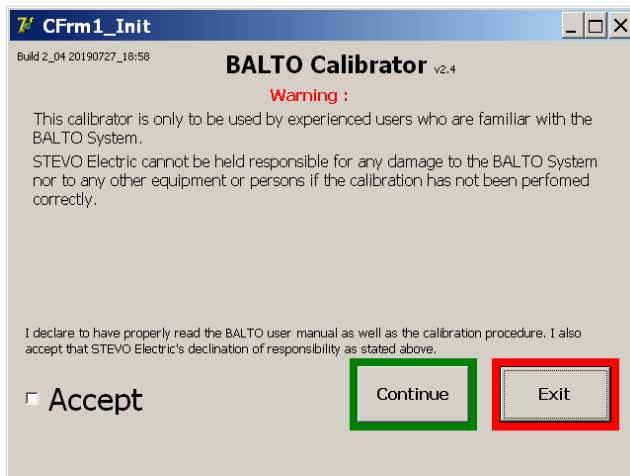 CFrm1_Init
Build 2_04 20190727_18:58
BALTO Calibrator v2.4
Warning :
This calibrator is only to be used by experienced users who are familiar with the
BALTO System.
STEVO Electric cannot be held responsible for any damage to the BALTO System
nor to any other equipment or persons if the calibration has not been perfomed
correctly.
I declare to have properly read the BALTO user manual as well as the calibration procedure. I also
accept that STEVO Electric's declination of responsibility as stated above.
Accept
Continue
Exit